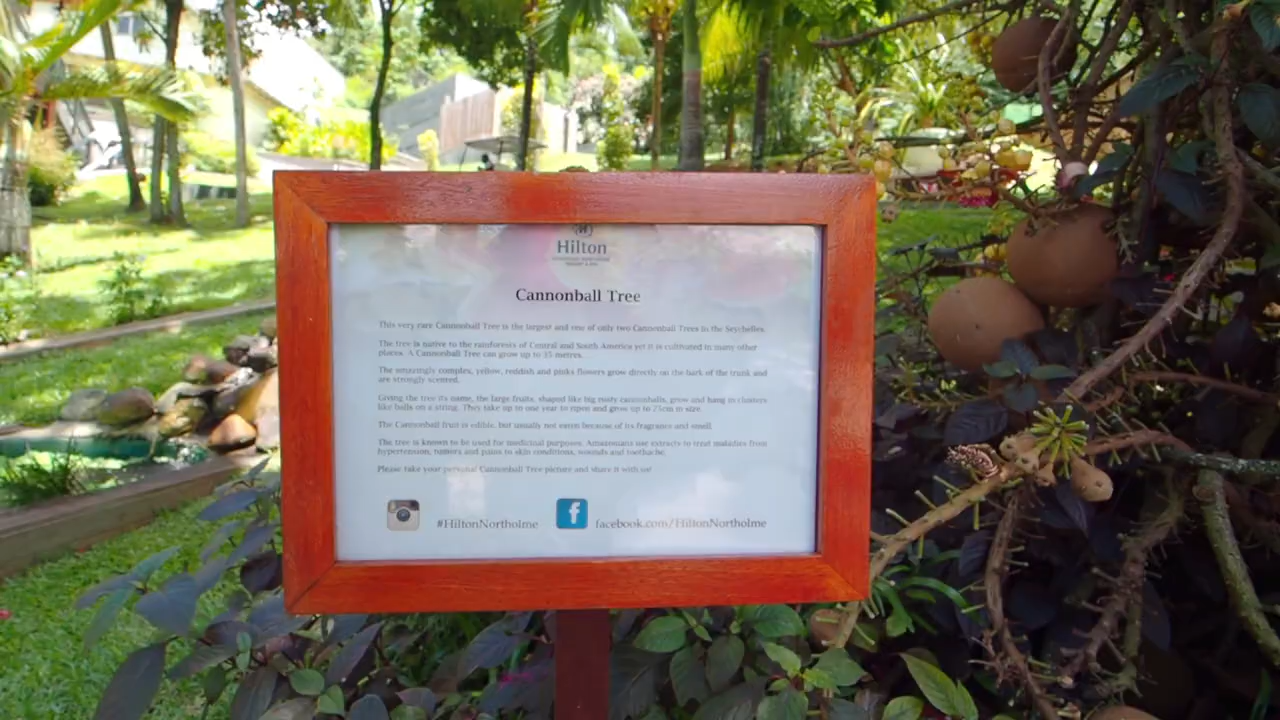 Hilton
Cannonball Tree
This very rare Cannonball Tree is the largest and one of only two Cannonball Trees in the Seychelles.
The tree is native to the rainforests of Central and South America yet it is cultivated in many other
places. A Cannonball Tree can grow up to 35 metres.
The amazingly complex, yellow, reddish and pinks flowers grow directly on the bark of the trunk and
are strongly scented.
Giving the tree its name, the large fruits, shaped like big rusty cannonballs, grow and hang in clusters
like balls on a string. They take up to one year to ripen and grow up to 25cm in size.
The Cannonball fruit is edible, but usually not eaten because of its fragrance and smell.
The tree is known to be used for medicinal purposes. Amazonians use extracts to treat maladies from
hypertension, tumors and pains to skin conditions, wounds and toothache.
Please take your personal Cannonball Tree picture and share it with us!
#HiltonNortholme
f
facebook.com/HiltonNortholme